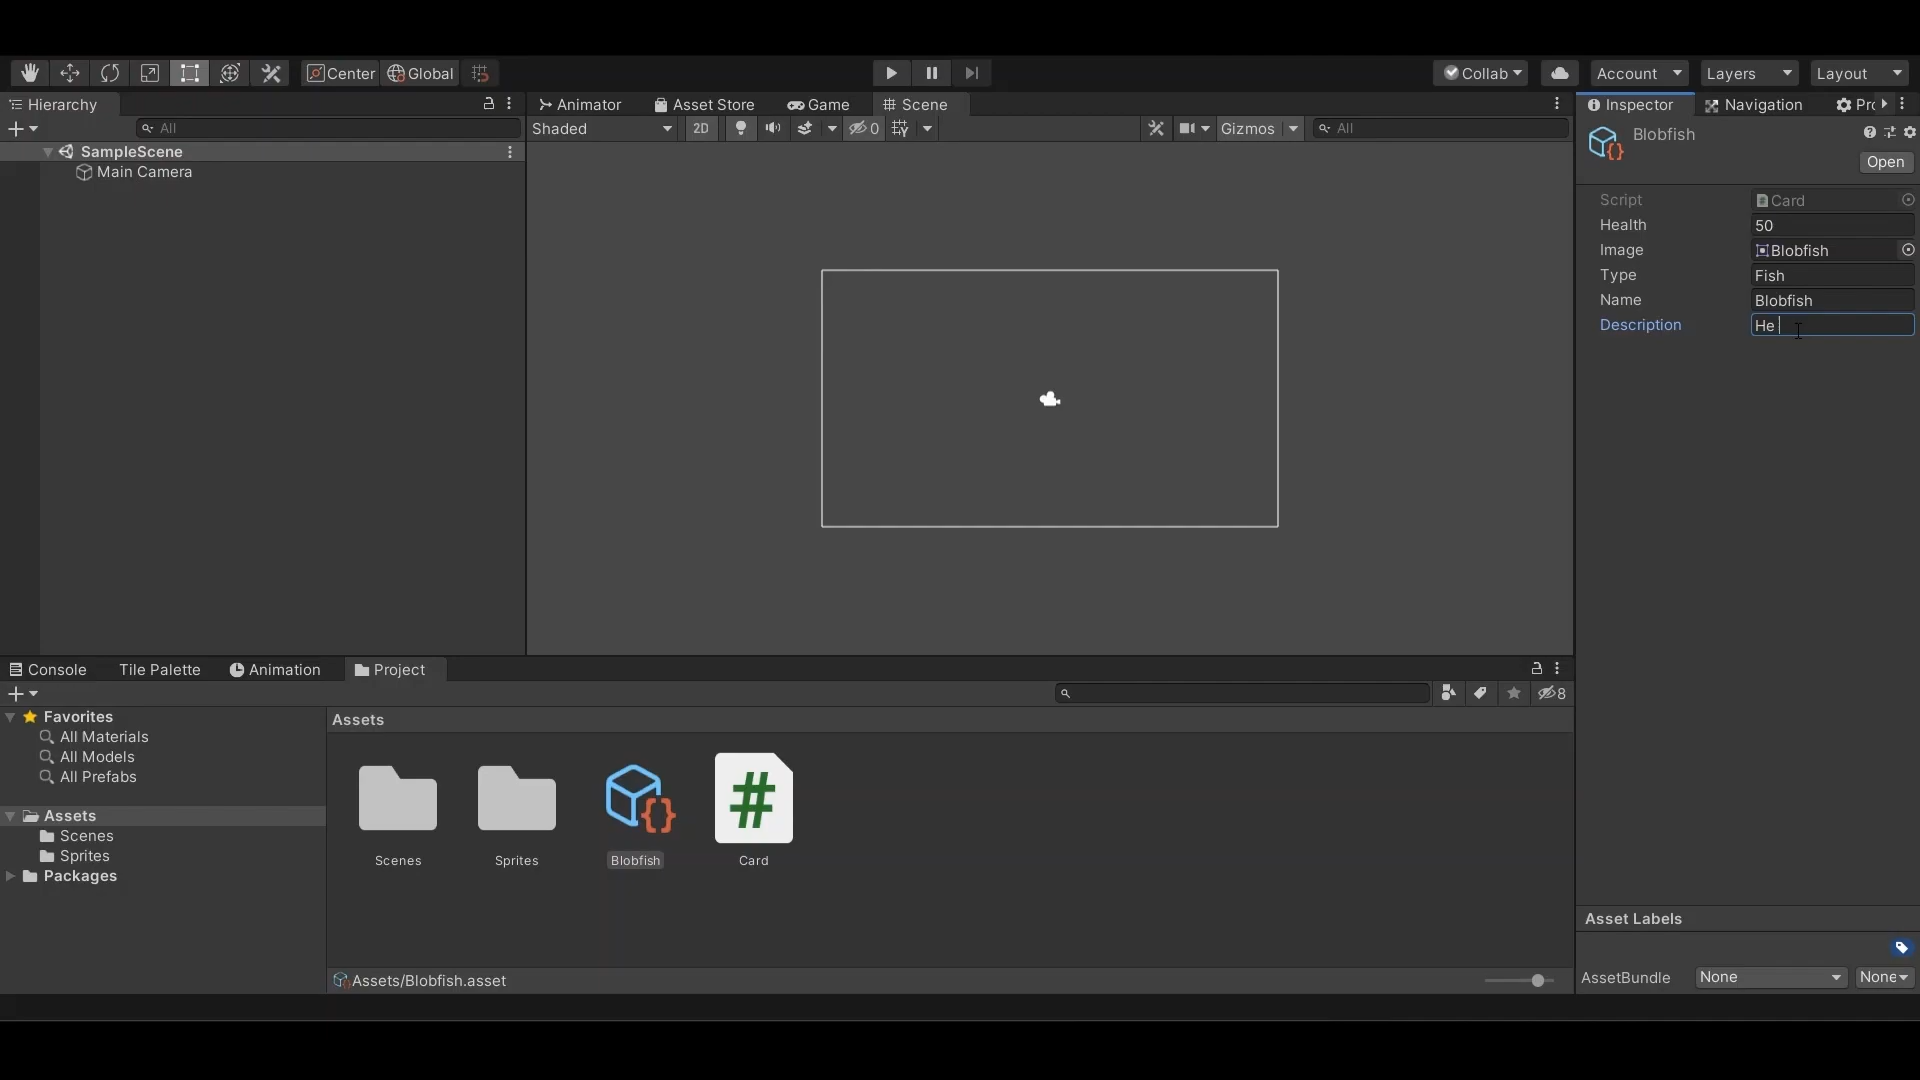 Center Global
Collab Account Layers Layout
Hierarchy
All
SampleScene
Main Camera
Animator Asset Store Game Scene
Shaded 2D 0 Gizmos All
Inspector Navigation Pr
Blobfish
Open
Script Card
Health 50
Image Blobfish
Type Fish
Name Blobfish
Description He
Console Tile Palette Animation Project
8
Favorites
All Materials
All Models
All Prefabs
Assets
Scenes
Sprites
Packages
Assets
Scenes Sprites Blobfish Card
#
Assets/Blobfish.asset
Asset Labels
AssetBundle None None